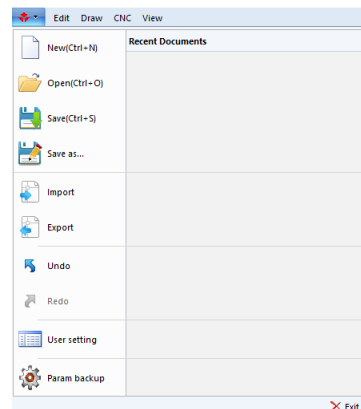 Edit Draw CNC View
New(Ctrl+N)
Recent Documents
Open(Ctrl+O)
Save(Ctrl+S)
Save as...
Import
Export
Undo
Redo
User setting
Param backup
Exit